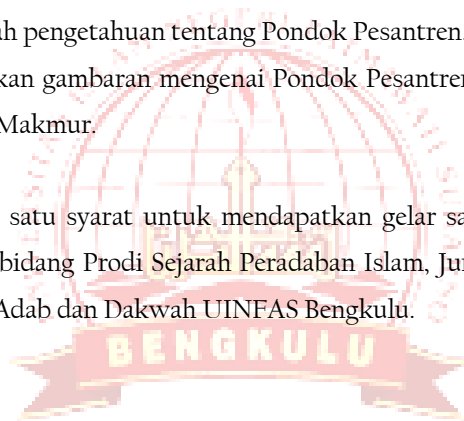 ah pengetahuan tentang Pondok Pesantren.
kan gambaran mengenai Pondok Pesantren
Makmur.
satu syarat untuk mendapatkan gelar sa
bidang Prodi Sejarah Peradaban Islam, Jur
Adab dan Dakwah UINFAS Bengkulu.
BENGKULU